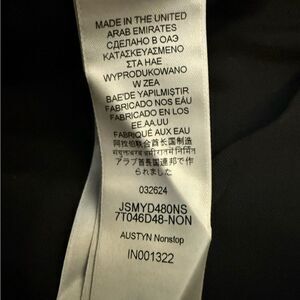 MADE IN THE UNITED
ARAB EMIRATES
СДЕЛАНО В ОАЭ
ΚΑΤΑΣΚΕΥΑΣΜΕΝΟ
ΣΤΑ ΗΑΕ
WYPRODUKOWANO
W ZEA
BAE'DE YAPILMIŞTIR
FABRICADO NOS EAU
FABRICADO EN LOS
EE.AA.UU
FABRIQUÉ AUX EAU
阿拉伯联合酋长国制造
アラブ首長国連邦で作
られました
032624
JSMYD480NS
7T046D48-NON
AUSTYN Nonstop
IN001322